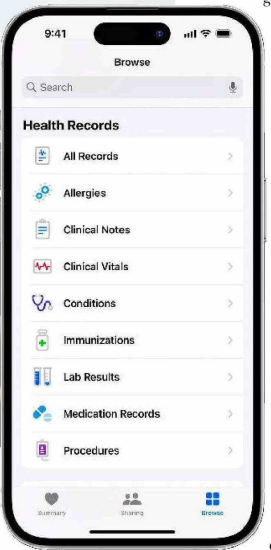 9:41
Browse
Search
Health Records
All Records
Allergies
Clinical Notes
Clinical Vitals
Conditions
Immunizations
Lab Results
Medication Records
Procedures
Summary
Sharing
Browse